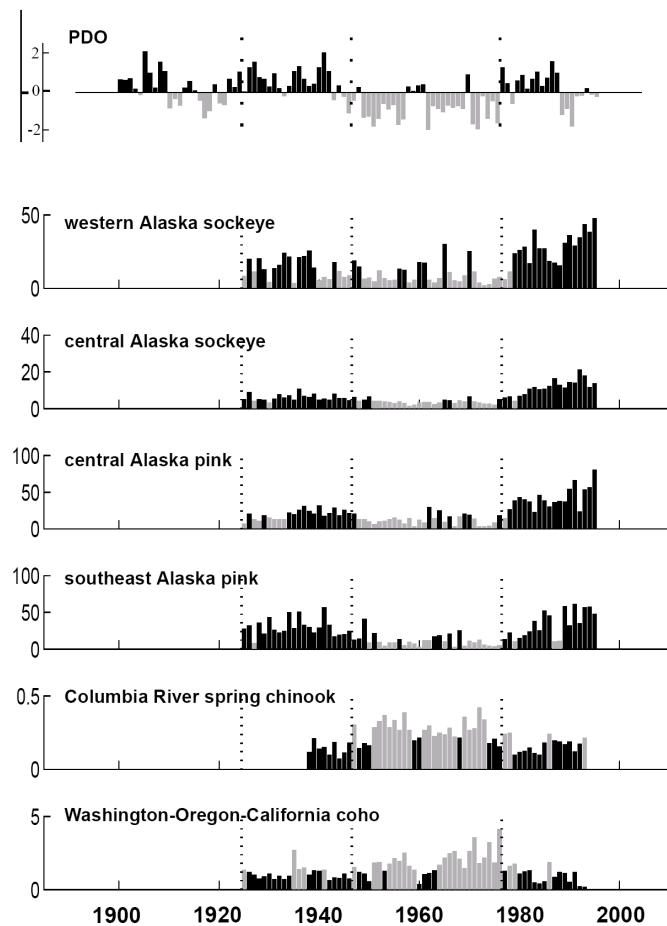 PDO
2
0
-2
western Alaska sockeye
50
0
central Alaska sockeye
40
20
0
central Alaska pink
100
50
0
southeast Alaska pink
100
50
0
Columbia River spring chinook
0.5
0
Washington-Oregon-California coho
5
0
1900 1920 1940 1960 1980 2000